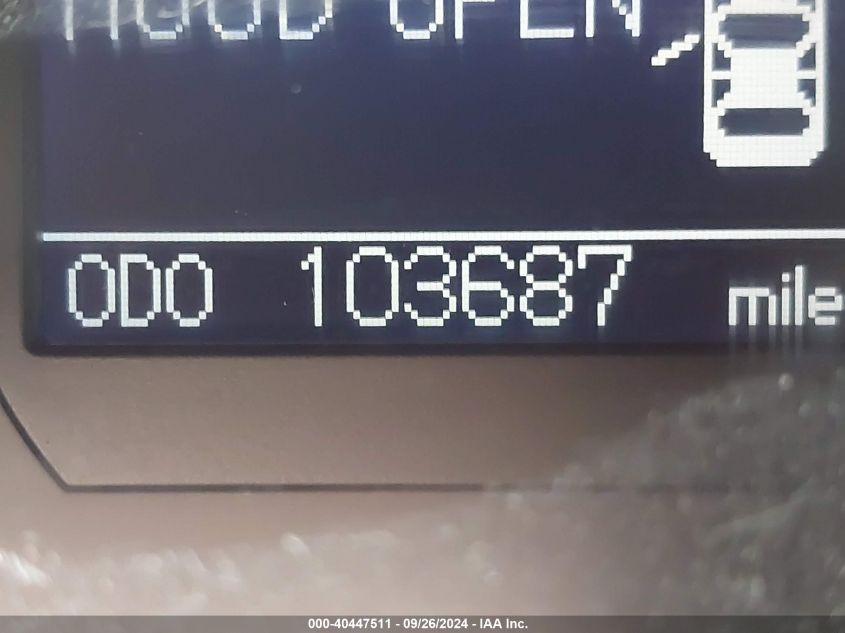 HOOD OPEN
ODO 103687 mile
000-40447511 - 09/26/2024 - IAA Inc.